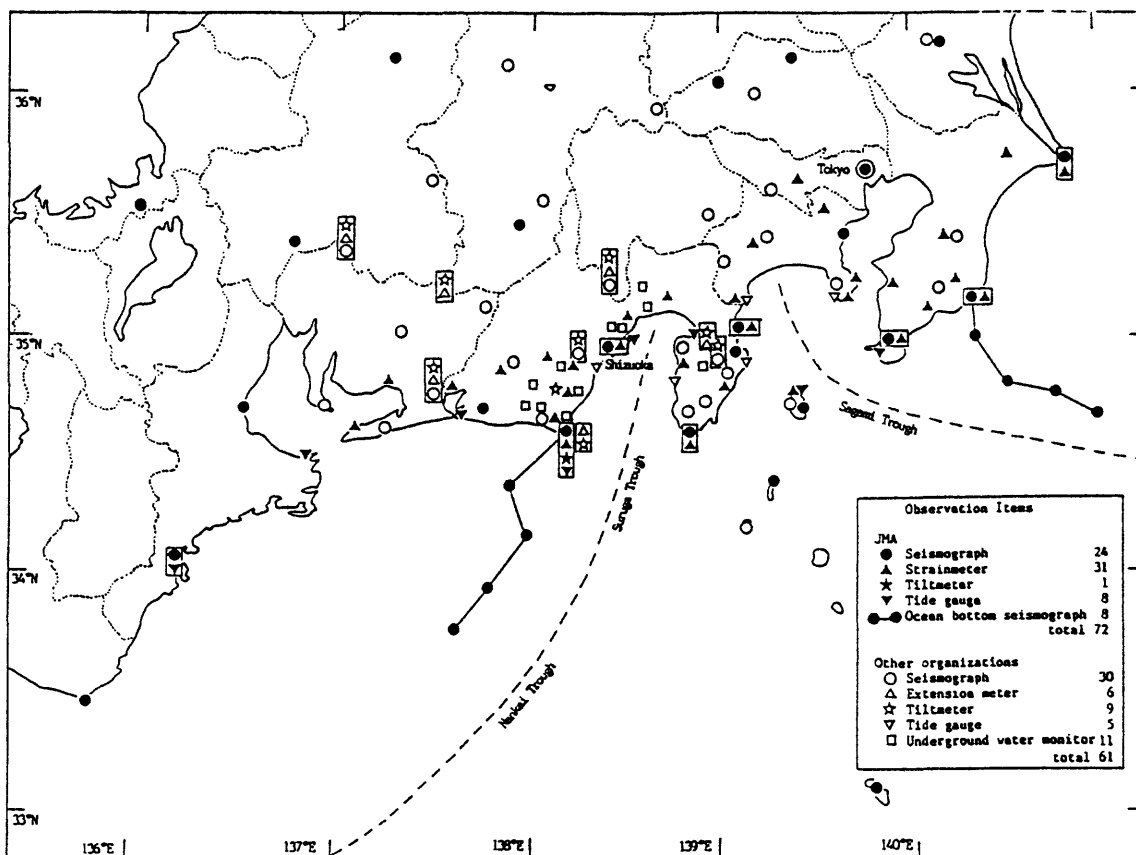 36°N
Tokyo
35°N
Shizuoka
Sagami Trough
Suruga Trough
34°N
Nankai Trough
33°N
136°E
137°E
138°E
139°E
140°E
Observation Items
JMA
Seismograph 24
Strainmeter 31
Tiltmeter 1
Tide gauge 8
Ocean bottom seismograph 8
total 72
Other organizations
Seismograph 30
Extension meter 6
Tiltmeter 9
Tide gauge 5
Underground water monitor 11
total 61